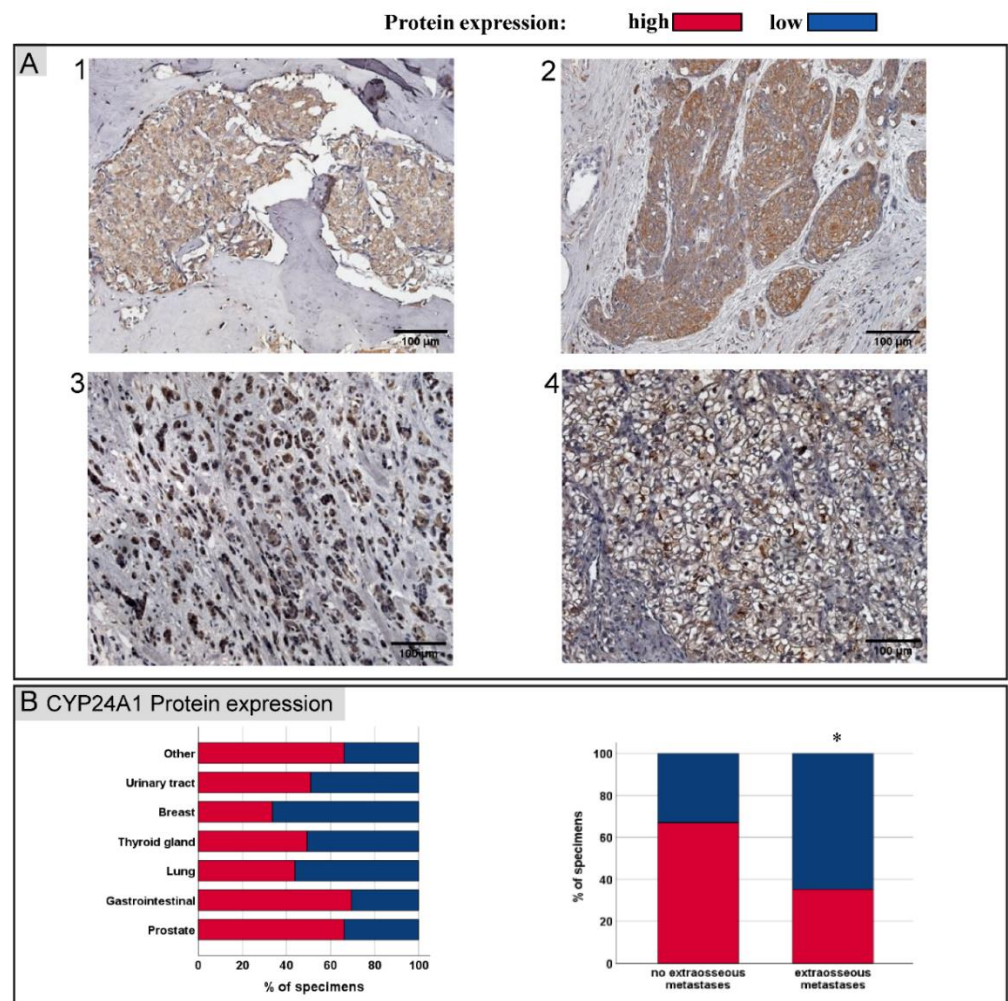 Protein expression: high low
A
1
2
100 µm
100 µm
3
4
100 µm
100 µm
B CYP24A1 Protein expression
Other
Urinary tract
Breast
Thyroid gland
Lung
Gastrointestinal
Prostate
0 20 40 60 80 100
% of specimens
*
100
80
60
40
20
0
% of specimens
no extraosseous
metastases
extraosseous
metastases